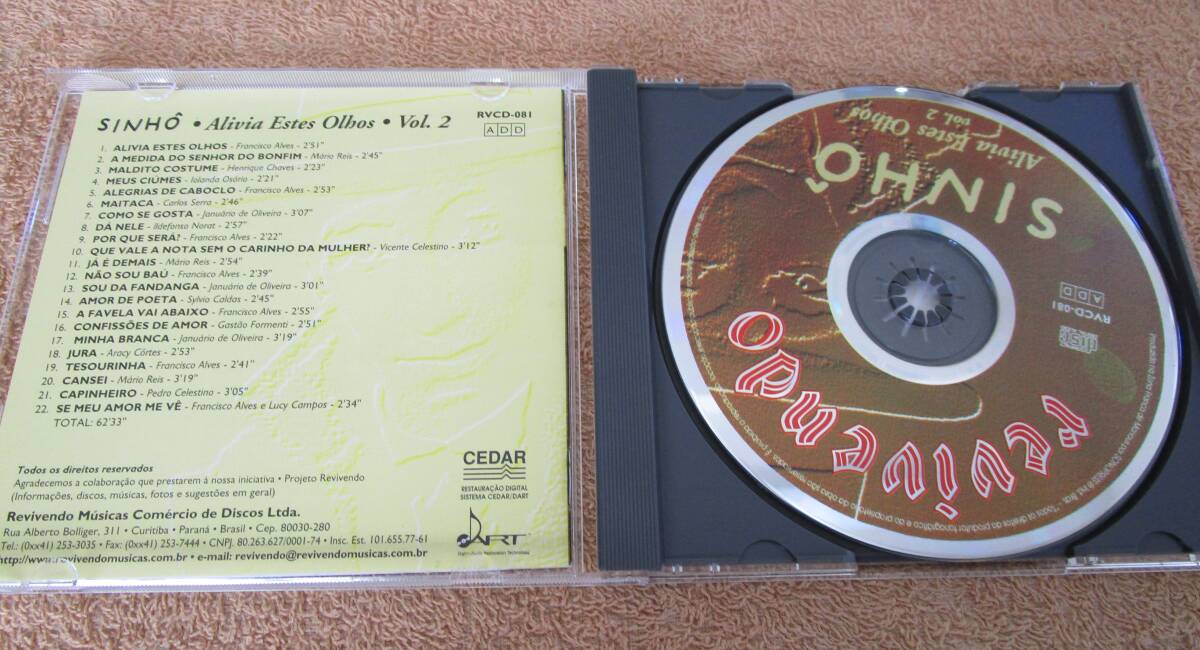 SINHÔ • Alivia Estes Olhos • Vol. 2
RVCD-081
ADD
1. ALIVIA ESTES OLHOS - Francisco Alves - 2'51"
2. A MEDIDA DO SENHOR DO BONFIM - Mário Reis - 2'45"
3. MALDITO COSTUME - Henrique Chaves - 2'23"
4. MEUS CIÚMES - Iolanda Osório - 2'21"
5. ALEGRIAS DE CABOCLO - Francisco Alves - 2'53"
6. MAITACA - Carlos Serra - 2'46"
7. COMO SE GOSTA - Januário de Oliveira - 3'07"
8. DÁ NELE - Ildefonso Norat - 2'57"
9. POR QUE SERÁ? - Francisco Alves - 2'22"
10. QUE VALE A NOTA SEM O CARINHO DA MULHER? - Vicente Celestino - 3'12"
11. JÁ É DEMAIS - Mário Reis - 2'54"
12. NÃO SOU BAÚ - Francisco Alves - 2'39"
13. SOU DA FANDANGA - Januário de Oliveira - 3'01"
14. AMOR DE POETA - Sylvio Caldas - 2'45"
15. A FAVELA VAI ABAIXO - Francisco Alves - 2'55"
16. CONFISSÕES DE AMOR - Gastão Formenti - 2'51"
17. MINHA BRANCA - Januário de Oliveira - 3'19"
18. JURA - Aracy Côrtes - 2'53"
19. TESOURINHA - Francisco Alves - 2'41"
20. CANSEI - Mário Reis - 3'19"
21. CAPINHEIRO - Pedro Celestino - 3'05"
22. SE MEU AMOR ME VÊ - Francisco Alves e Lucy Campos - 2'34"
TOTAL: 62'33"
Todos os direitos reservados
Agradecemos a colaboração que prestarem à nossa iniciativa • Projeto Revivendo
(Informações, discos, músicas, fotos e sugestões em geral)
CEDAR
RESTAURAÇÃO DIGITAL
SISTEMA CEDAR/DART
Revivendo Músicas Comércio de Discos Ltda.
Rua Alberto Bolliger, 311 • Curitiba • Paraná • Brasil • Cep. 80030-280
Tel.: (0xx41) 253-3035 • Fax: (0xx41) 253-7444 • CNPJ. 80.263.627/0001-74 • Insc. Est. 101.655.77-61
http://www.revivendomusicas.com.br • e-mail: revivendo@revivendomusicas.com.br
DART
Digital Audio Restoration Technology
revivendo
RVCD-081
ADD
SINHÔ
Alivia Estes Olhos
vol. 2